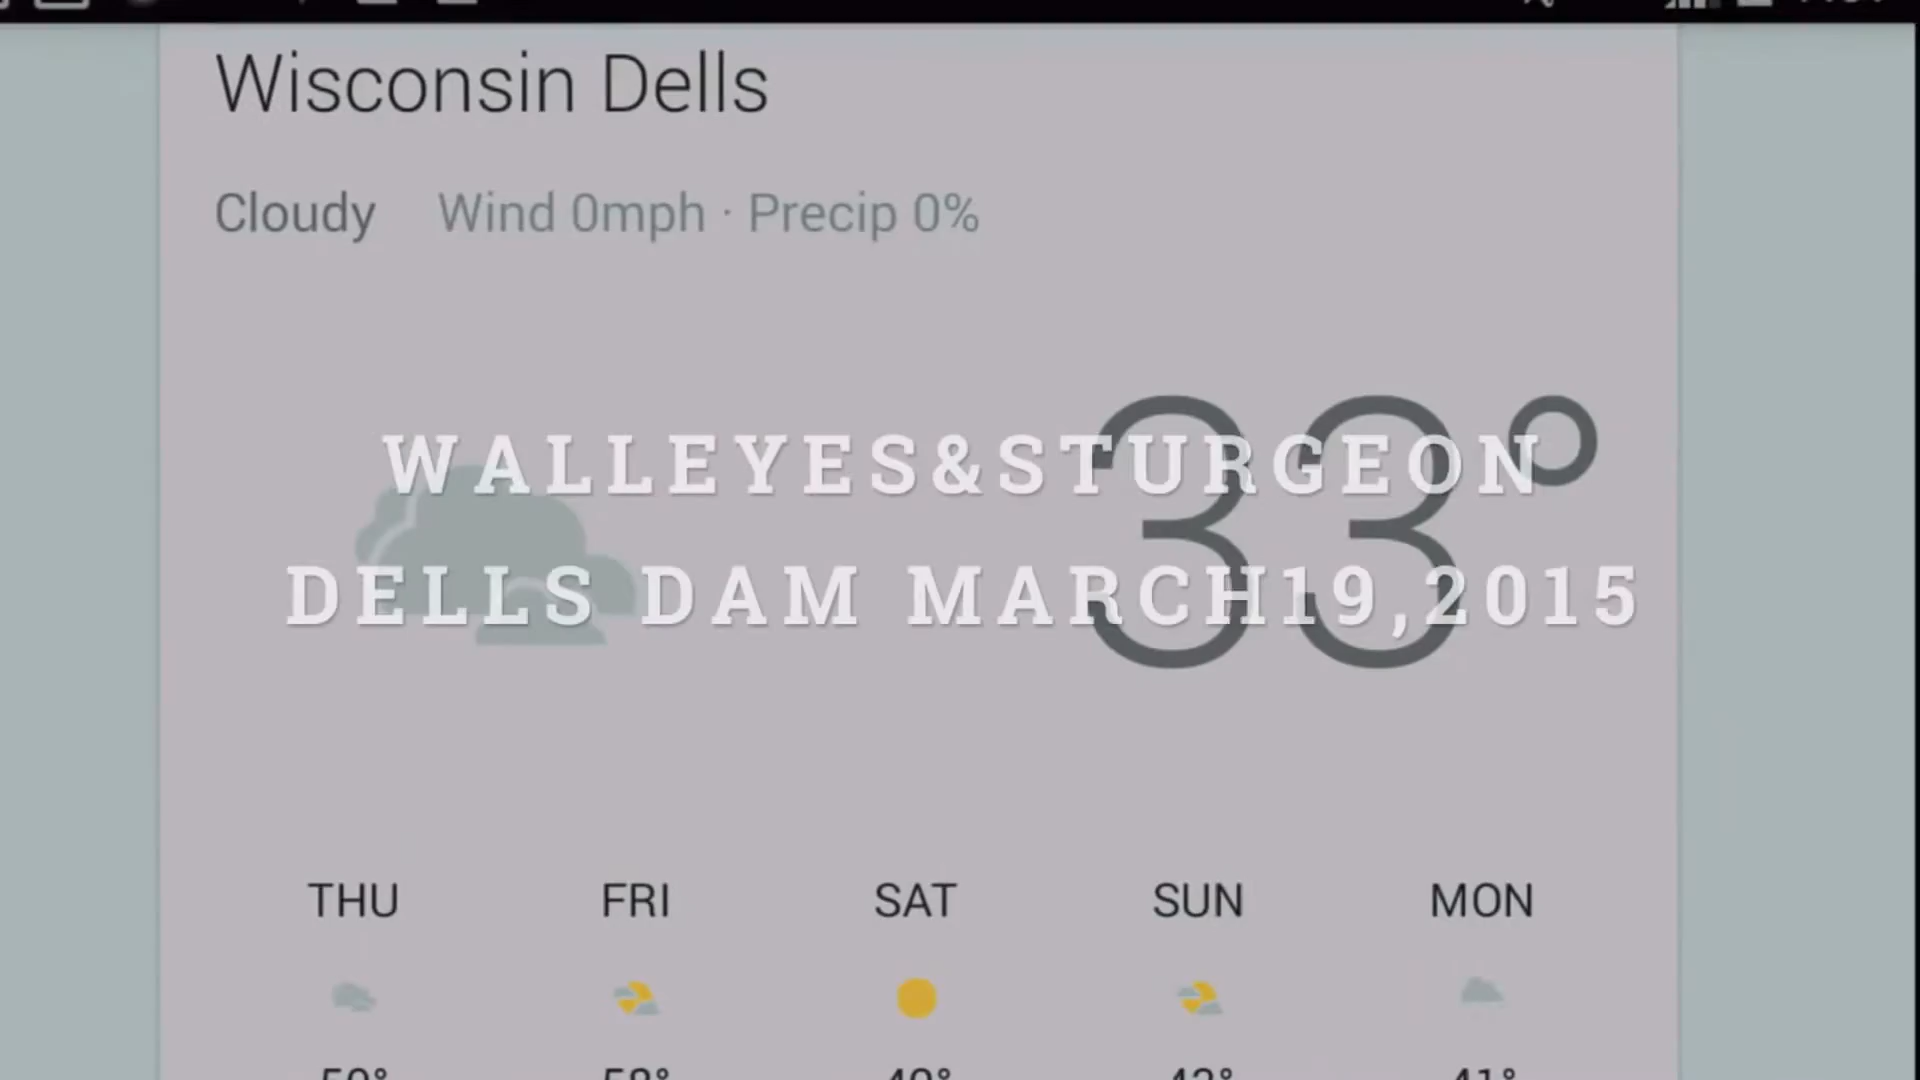 Wisconsin Dells
Cloudy Wind 0mph · Precip 0%
33°
WALLEYES&STURGEON
DELLS DAM MARCH19,2015
THU FRI SAT SUN MON